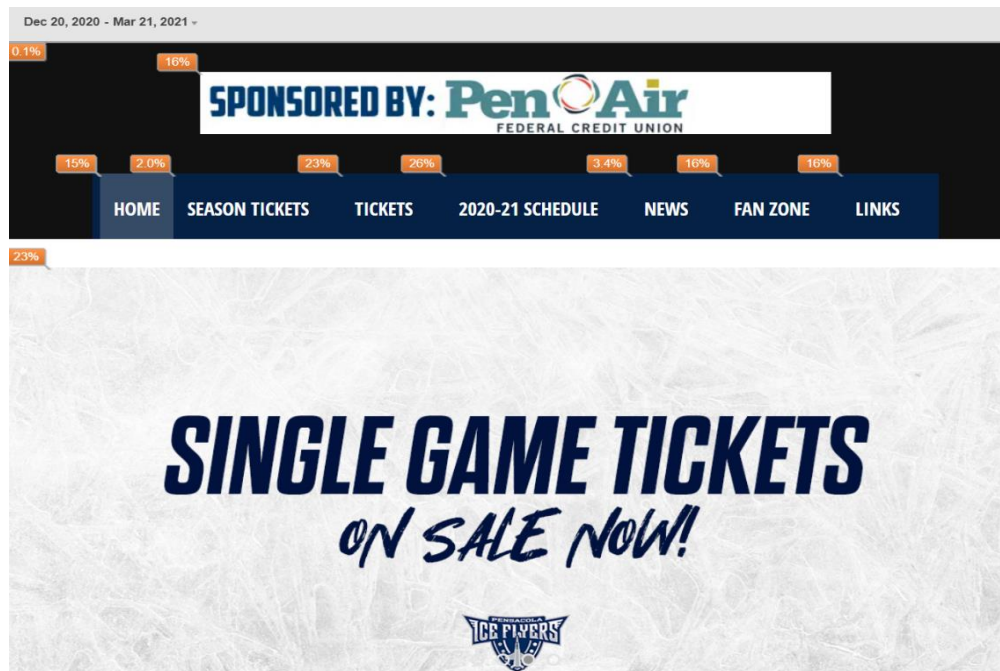 Dec 20, 2020 - Mar 21, 2021
0.1%
16%
SPONSORED BY: PenAir
FEDERAL CREDIT UNION
15% 2.0% 23% 26% 3.4% 16% 16%
HOME SEASON TICKETS TICKETS 2020-21 SCHEDULE NEWS FAN ZONE LINKS
23%
SINGLE GAME TICKETS
ON SALE NOW!
PENSACOLA
ICE FLYERS